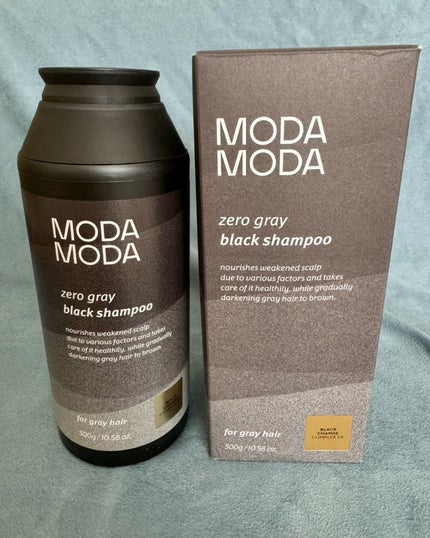 MODA
MODA
zero gray
black shampoo
nourishes weakened scalp
due to various factors and takes
care of it healthily, while gradually
darkening gray hair to brown.
for gray hair
300g / 10.58 oz.
MODA
MODA
zero gray
black shampoo
nourishes weakened scalp
due to various factors and takes
care of it healthily, while gradually
darkening gray hair to brown.
for gray hair
300g / 10.58 oz.
BLACK
CHANGE
COMPLEX EX